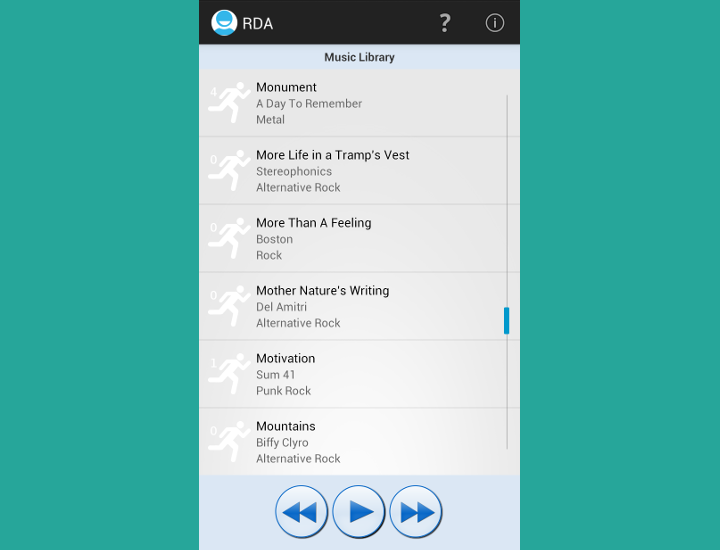 RDA
?
i
Music Library
4
Monument
A Day To Remember
Metal
0
More Life in a Tramp's Vest
Stereophonics
Alternative Rock
0
More Than A Feeling
Boston
Rock
0
Mother Nature's Writing
Del Amitri
Alternative Rock
1
Motivation
Sum 41
Punk Rock
0
Mountains
Biffy Clyro
Alternative Rock